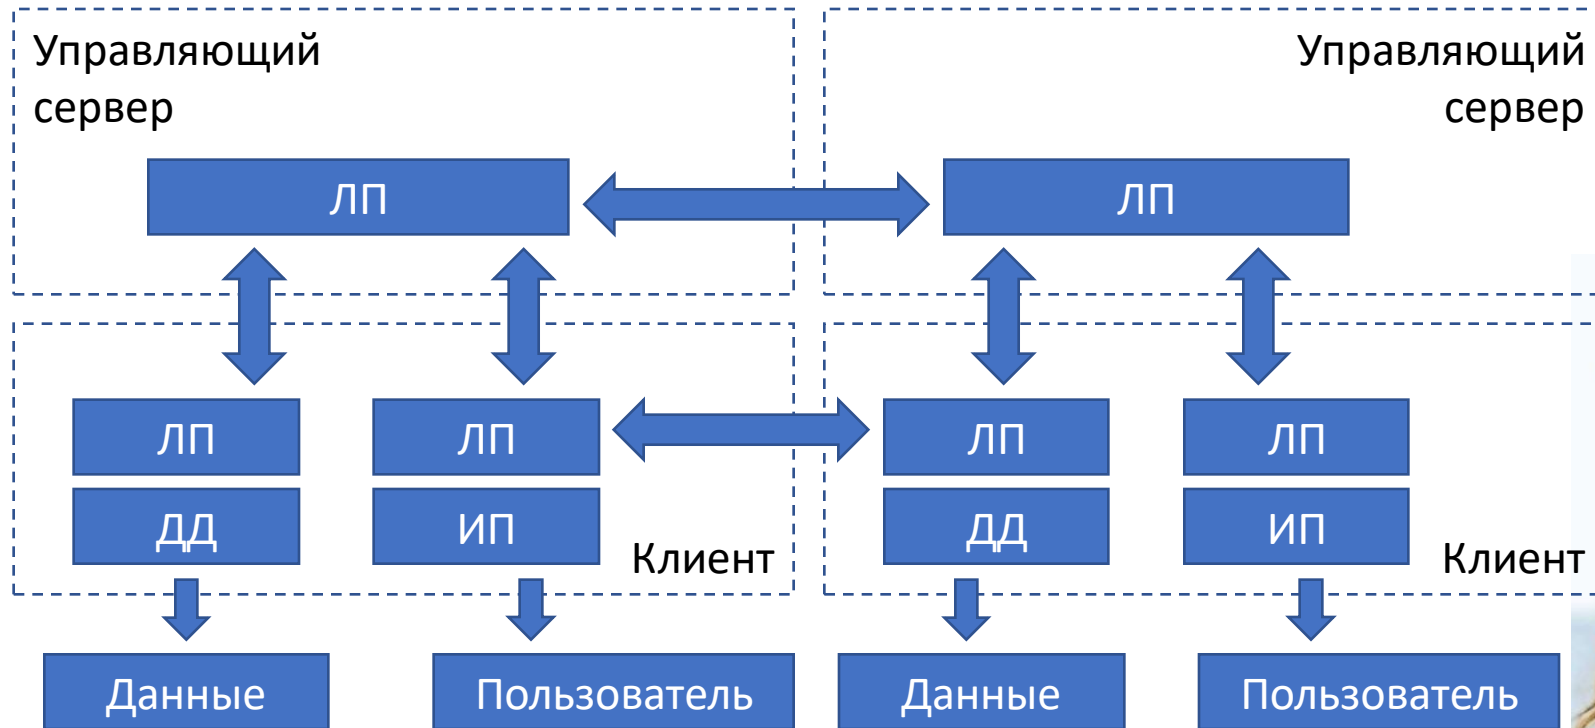 Управляющий
сервер
Управляющий
сервер
ЛП
ЛП
ЛП
ЛП
ЛП
ЛП
ДД
ИП
ДД
ИП
Клиент
Клиент
Данные
Пользователь
Данные
Пользователь